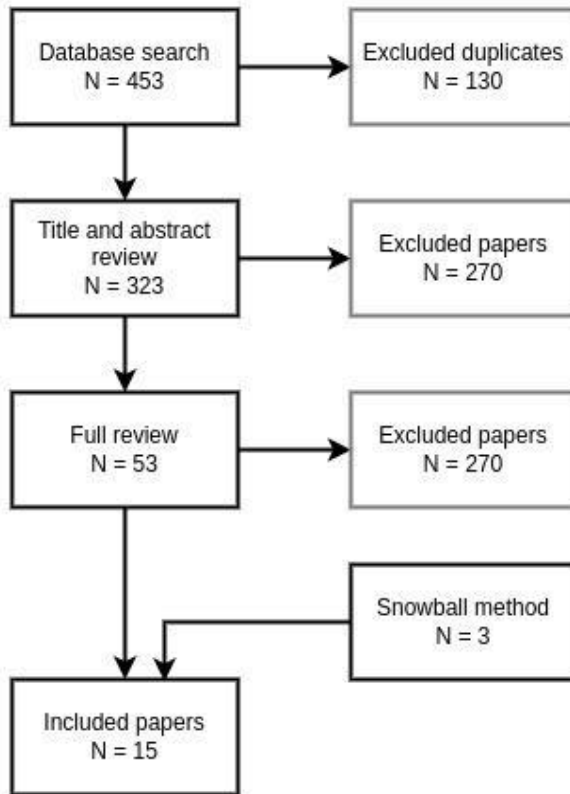 Database search
N = 453
Excluded duplicates
N = 130
Title and abstract
review
N = 323
Excluded papers
N = 270
Full review
N = 53
Excluded papers
N = 270
Snowball method
N = 3
Included papers
N = 15